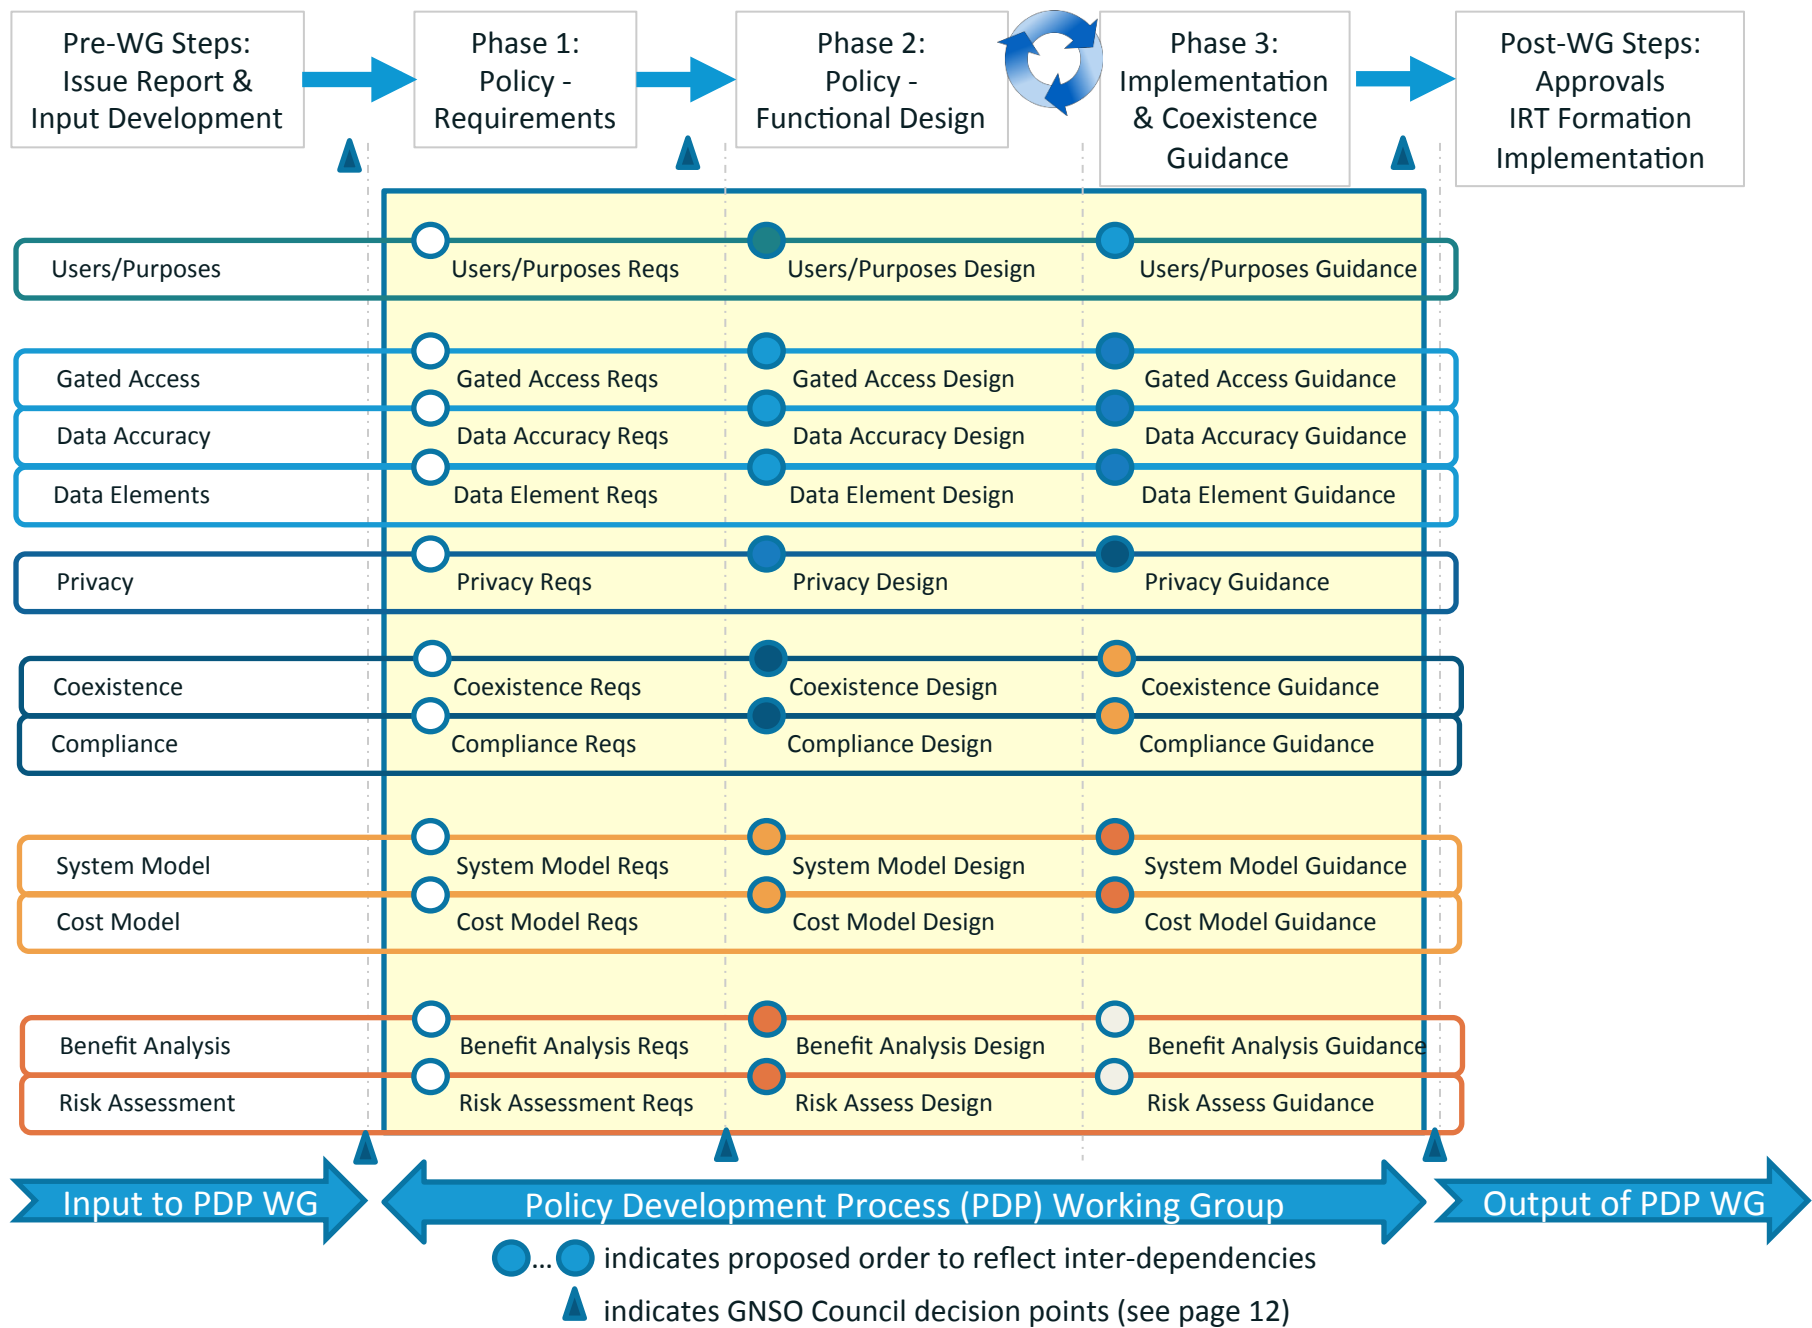 Pre-WG Steps:
Issue Report &
Input Development
Phase 1:
Policy -
Requirements
Phase 2:
Policy -
Functional Design
Phase 3:
Implementation
& Coexistence
Guidance
Post-WG Steps:
Approvals
IRT Formation
Implementation
Users/Purposes
Users/Purposes Reqs
Users/Purposes Design
Users/Purposes Guidance
Gated Access
Gated Access Reqs
Gated Access Design
Gated Access Guidance
Data Accuracy
Data Accuracy Reqs
Data Accuracy Design
Data Accuracy Guidance
Data Elements
Data Element Reqs
Data Element Design
Data Element Guidance
Privacy
Privacy Reqs
Privacy Design
Privacy Guidance
Coexistence
Coexistence Reqs
Coexistence Design
Coexistence Guidance
Compliance
Compliance Reqs
Compliance Design
Compliance Guidance
System Model
System Model Reqs
System Model Design
System Model Guidance
Cost Model
Cost Model Reqs
Cost Model Design
Cost Model Guidance
Benefit Analysis
Benefit Analysis Reqs
Benefit Analysis Design
Benefit Analysis Guidance
Risk Assessment
Risk Assessment Reqs
Risk Assess Design
Risk Assess Guidance
Input to PDP WG
Policy Development Process (PDP) Working Group
Output of PDP WG
... indicates proposed order to reflect inter-dependencies
indicates GNSO Council decision points (see page 12)